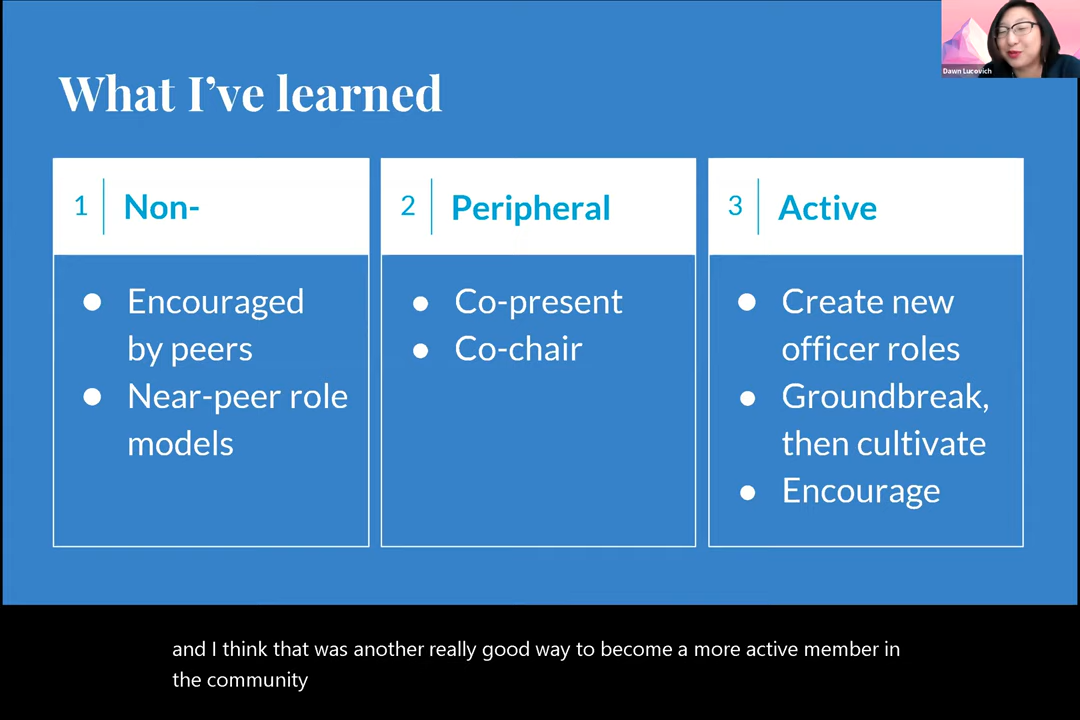 Dawn Lucovich
What I've learned
1 Non-
● Encouraged
by peers
● Near-peer role
models
2 Peripheral
● Co-present
● Co-chair
3 Active
● Create new
officer roles
● Groundbreak,
then cultivate
● Encourage
and I think that was another really good way to become a more active member in
the community